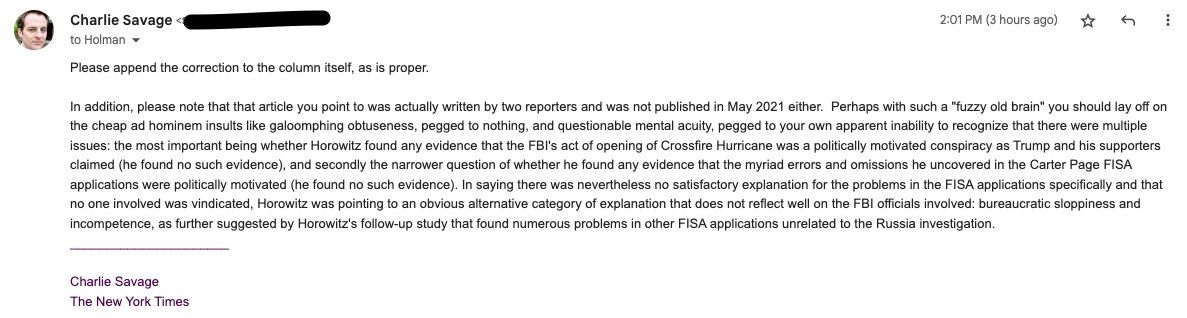 Charlie Savage
2:01 PM (3 hours ago)
to Holman
Please append the correction to the column itself, as is proper.
In addition, please note that that article you point to was actually written by two reporters and was not published in May 2021 either. Perhaps with such a "fuzzy old brain" you should lay off on
the cheap ad hominem insults like galoomphing obtuseness, pegged to nothing, and questionable mental acuity, pegged to your own apparent inability to recognize that there were multiple
issues: the most important being whether Horowitz found any evidence that the FBI's act of opening of Crossfire Hurricane was a politically motivated conspiracy as Trump and his supporters
claimed (he found no such evidence), and secondly the narrower question of whether he found any evidence that the myriad errors and omissions he uncovered in the Carter Page FISA
applications were politically motivated (he found no such evidence). In saying there was nevertheless no satisfactory explanation for the problems in the FISA applications specifically and that
no one involved was vindicated, Horowitz was pointing to an obvious alternative category of explanation that does not reflect well on the FBI officials involved: bureaucratic sloppiness and
incompetence, as further suggested by Horowitz's follow-up study that found numerous problems in other FISA applications unrelated to the Russia investigation.
Charlie Savage
The New York Times